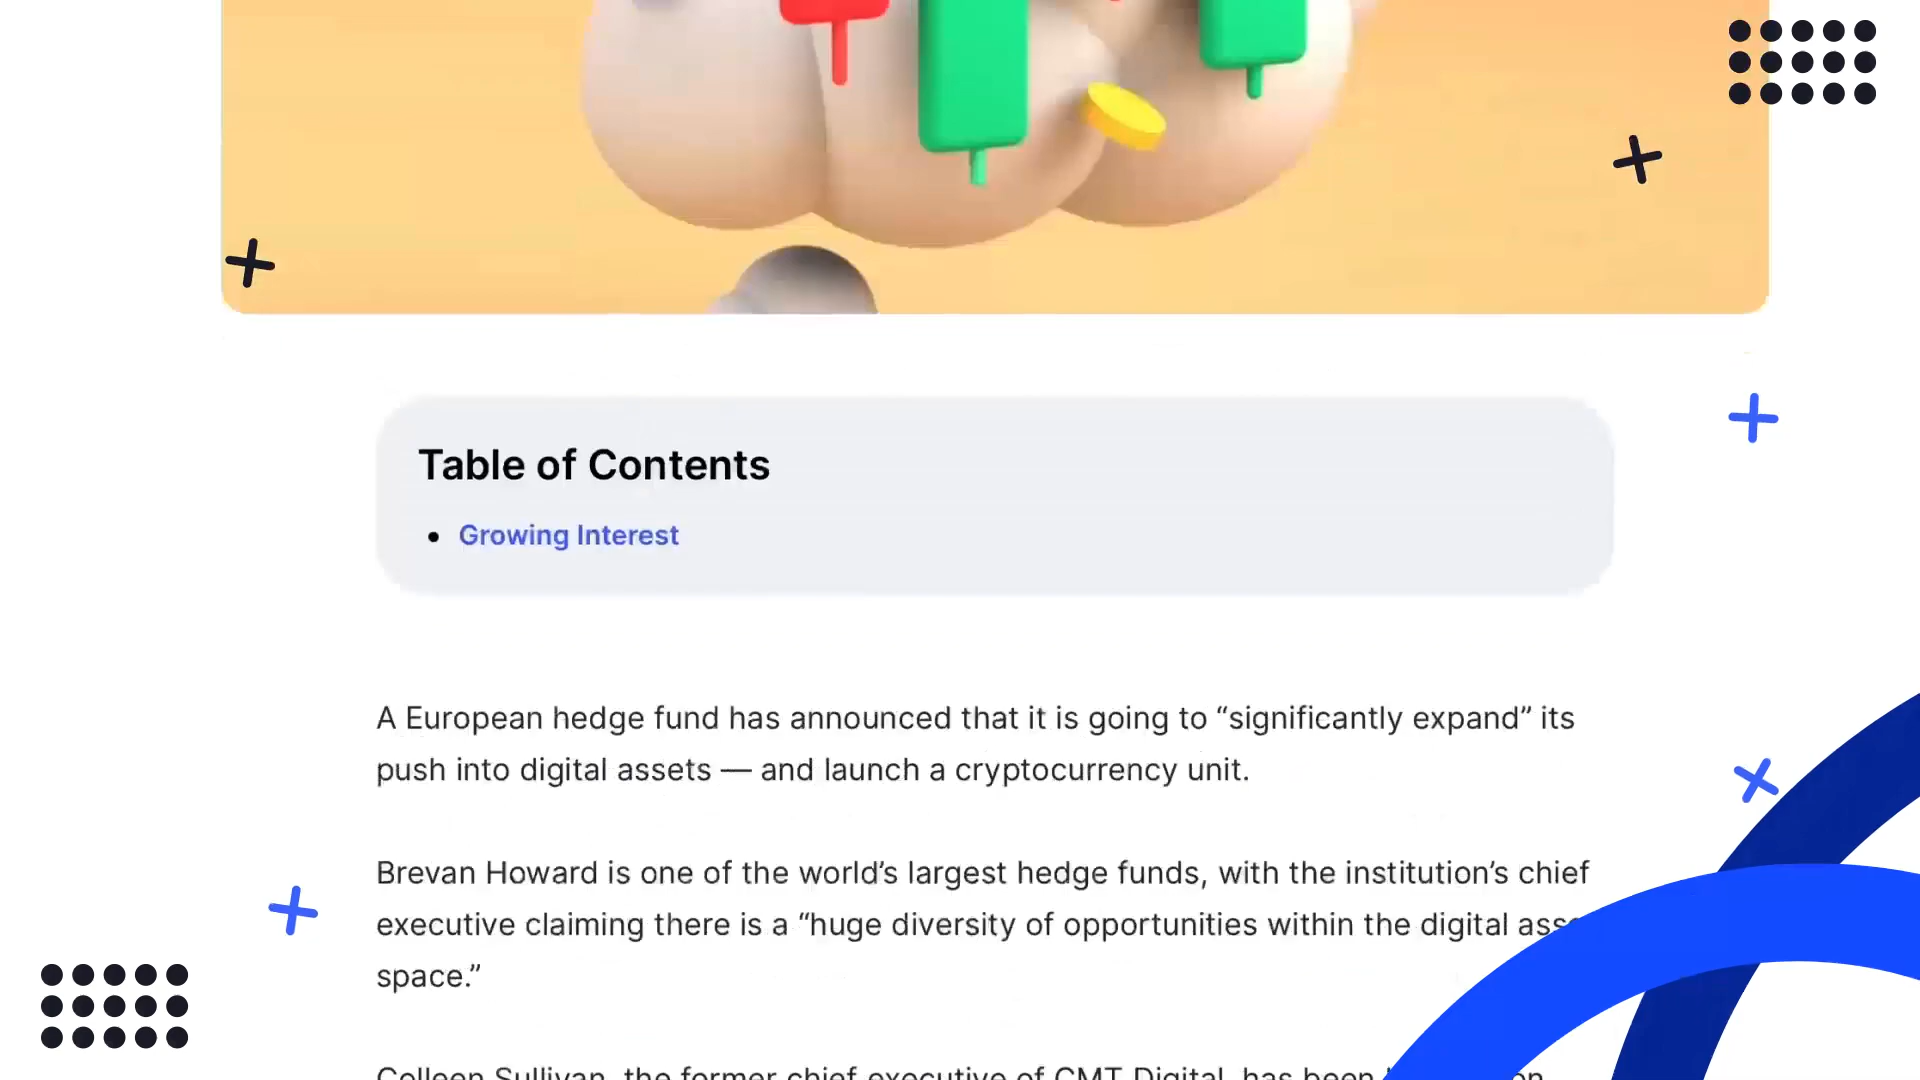 Table of Contents
• Growing Interest
A European hedge fund has announced that it is going to “significantly expand” its
push into digital assets — and launch a cryptocurrency unit.
Brevan Howard is one of the world’s largest hedge funds, with the institution’s chief
executive claiming there is a “huge diversity of opportunities within the digital
space.”
Colleen Sullivan, the former chief executive of CMT Digital, has been